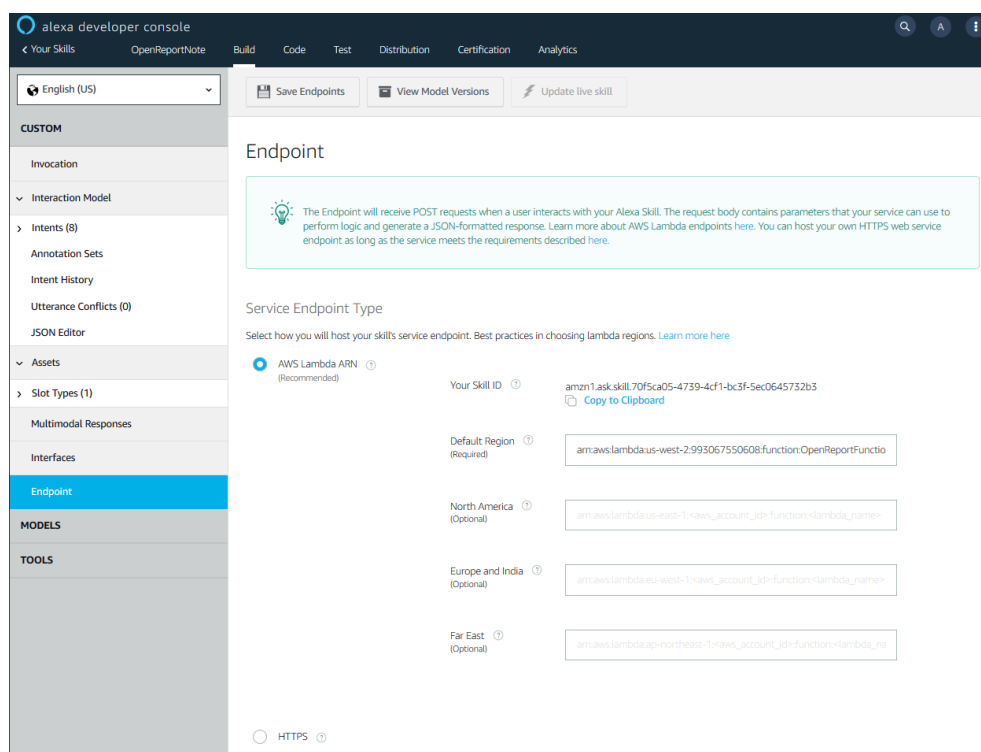 alexa developer console
A
Your Skills
OpenReportNote
Build
Code
Test
Distribution
Certification
Analytics
English (US)
Save Endpoints
View Model Versions
Update live skill
CUSTOM
Invocation
Interaction Model
Intents (8)
Annotation Sets
Intent History
Utterance Conflicts (0)
JSON Editor
Assets
Slot Types (1)
Multimodal Responses
Interfaces
Endpoint
MODELS
TOOLS
Endpoint
The Endpoint will receive POST requests when a user interacts with your Alexa Skill. The request body contains parameters that your service can use to
perform logic and generate a JSON-formatted response. Learn more about AWS Lambda endpoints here. You can host your own HTTPS web service
endpoint as long as the service meets the requirements described here.
Service Endpoint Type
Select how you will host your skill's service endpoint. Best practices in choosing lambda regions. Learn more here
AWS Lambda ARN ?
(Recommended)
Your Skill ID ?
amzn1.ask.skill.70f5ca05-4739-4cf1-bc3f-5ec0645732b3
Copy to Clipboard
Default Region ?
(Required)
arn:aws:lambda:us-west-2:993067550608:function:OpenReportFunctio
North America ?
(Optional)
arn:aws:lambda:us-east-1:<aws_account_id>:function:<lambda_name>
Europe and India ?
(Optional)
arn:aws:lambda:eu-west-1:<aws_account_id>:function:<lambda_name>
Far East ?
(Optional)
arn:aws:lambda:ap-northeast-1:<aws_account_id>:function:<lambda_na
HTTPS ?